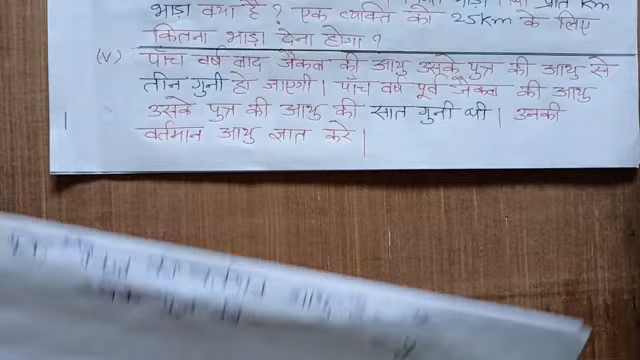 भाड़ा क्या है ? एक व्यक्ति को 25km के लिए
कितना भाड़ा देना होगा ?
(V) पाँच वर्ष बाद जैकब की आयु उसके पुत्र की आयु से
तीन गुनी हो जाएगी। पाँच वर्ष पूर्व जैकब की आयु
उसके पुत्र की आयु की सात गुनी थी। उनकी
वर्तमान आयु ज्ञात करे।